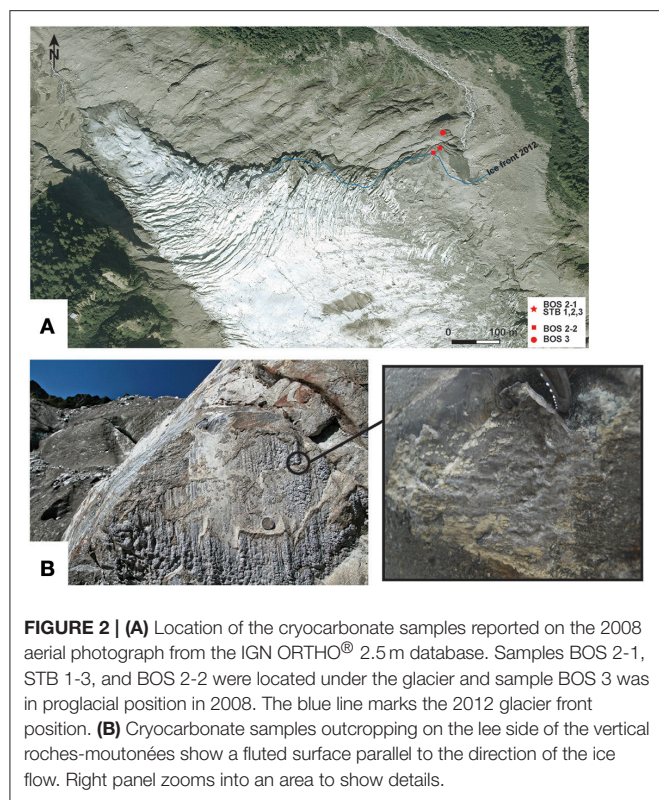 N
Ice front 2012
BOS 2-1
STB 1,2,3
BOS 2-2
BOS 3
0 100 m
A
B
FIGURE 2 | (A) Location of the cryocarbonate samples reported on the 2008
aerial photograph from the IGN ORTHO® 2.5 m database. Samples BOS 2-1,
STB 1-3, and BOS 2-2 were located under the glacier and sample BOS 3 was
in proglacial position in 2008. The blue line marks the 2012 glacier front
position. (B) Cryocarbonate samples outcropping on the lee side of the vertical
roches-moutonées show a fluted surface parallel to the direction of the ice
flow. Right panel zooms into an area to show details.